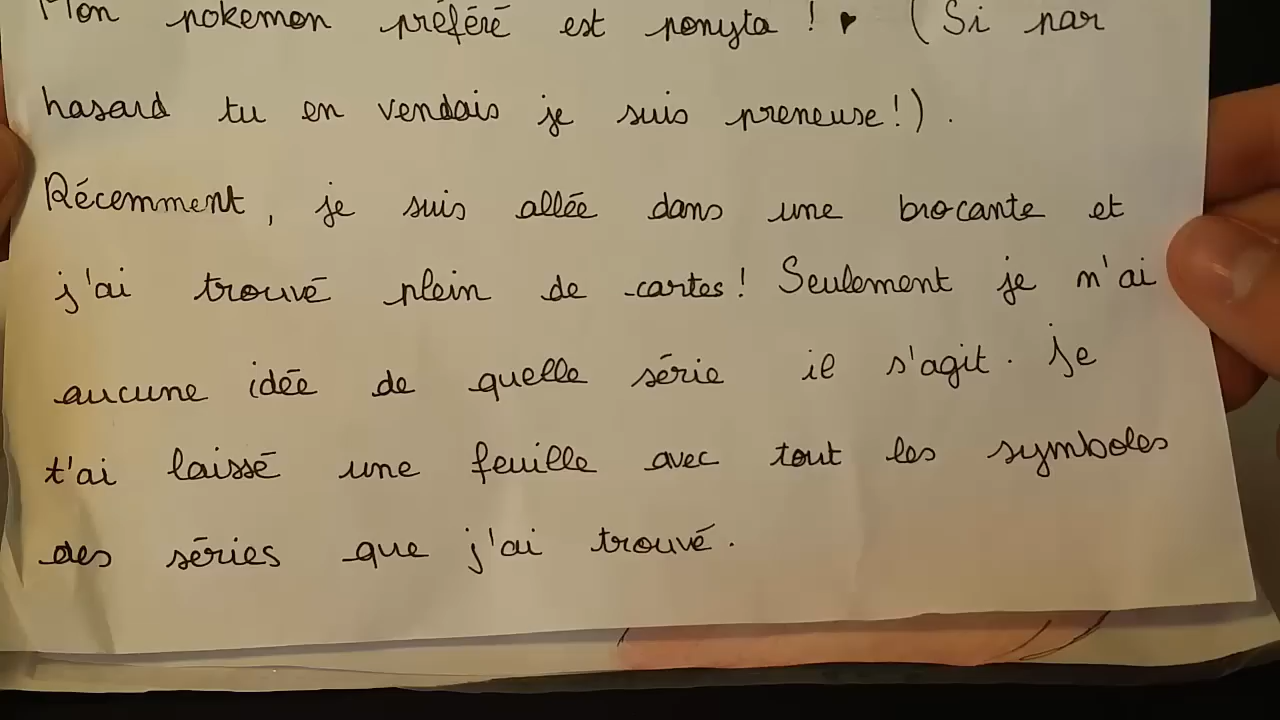 Mon pokemon préféré est ponyta ! ♥ (Si par
hasard tu en vendais je suis preneuse !).
Récemment, je suis allée dans une brocante et
j'ai trouvé plein de cartes ! Seulement je n'ai
aucune idée de quelle série il s'agit. Je
t'ai laissé une feuille avec tout les symboles
des séries que j'ai trouvé.